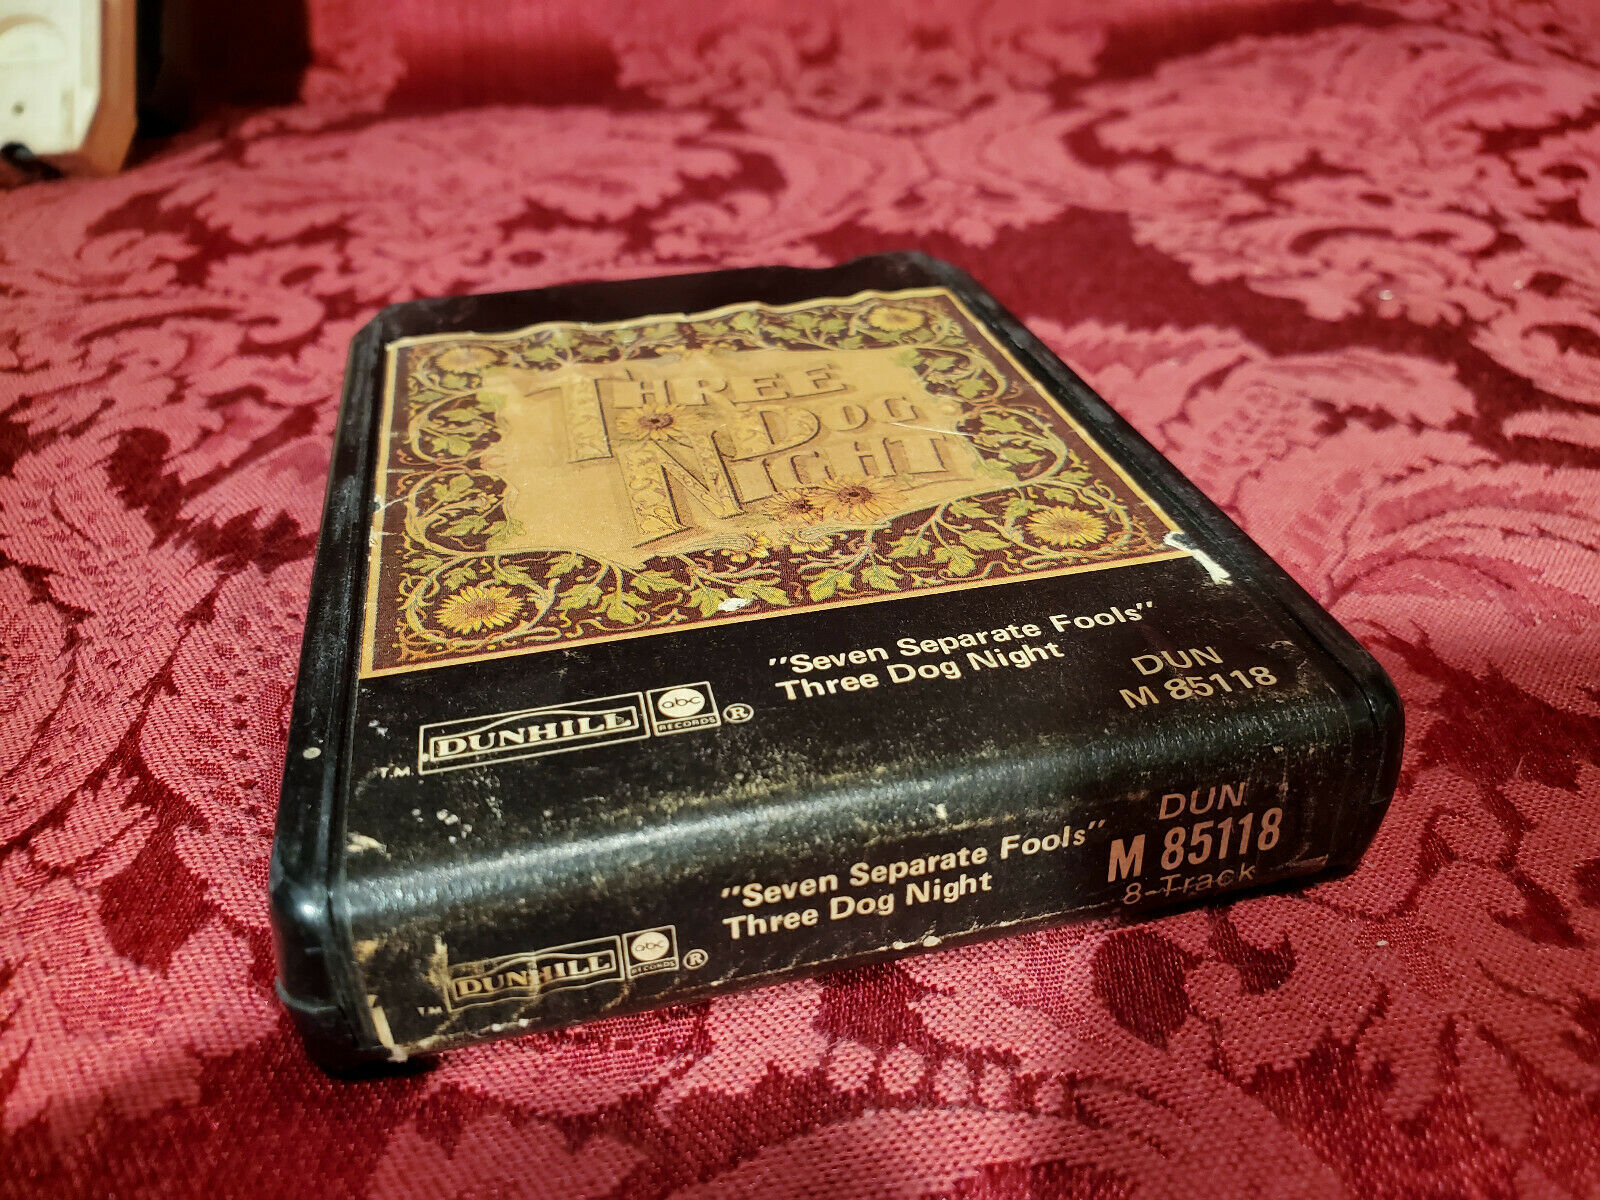 THREE
DOG
NIGHT
"Seven Separate Fools"
Three Dog Night
DUN
M 85118
T.M. DUNHILL abc RECORDS ®
"Seven Separate Fools"
Three Dog Night
DUN
M 85118
8-Track
TM DUNHILL abc RECORDS ®